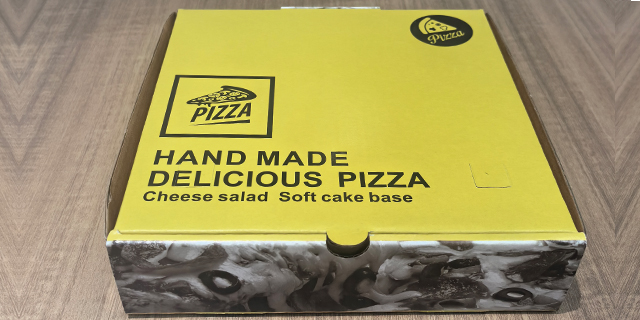 Pizza
PIZZA
HAND MADE
DELICIOUS PIZZA
Cheese salad Soft cake base